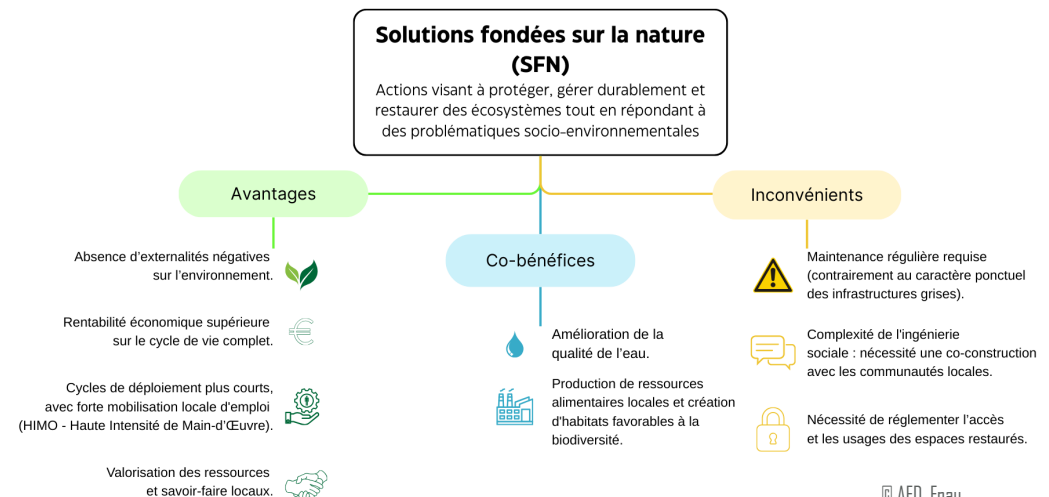 Solutions fondées sur la nature
(SFN)
Actions visant à protéger, gérer durablement et
restaurer des écosystèmes tout en répondant à
des problématiques socio-environnementales
Avantages
Absence d'externalités négatives
sur l'environnement.
Rentabilité économique supérieure
sur le cycle de vie complet.
Cycles de déploiement plus courts,
avec forte mobilisation locale d'emploi
(HIMO - Haute Intensité de Main-d'Œuvre).
Valorisation des ressources
et savoir-faire locaux.
Co-bénéfices
Amélioration de la
qualité de l'eau.
Production de ressources
alimentaires locales et création
d'habitats favorables à la
biodiversité.
Inconvénients
Maintenance régulière requise
(contrairement au caractère ponctuel
des infrastructures grises).
Complexité de l'ingénierie
sociale : nécessité une co-construction
avec les communautés locales.
Nécessité de réglementer l'accès
et les usages des espaces restaurés.
© AFD,